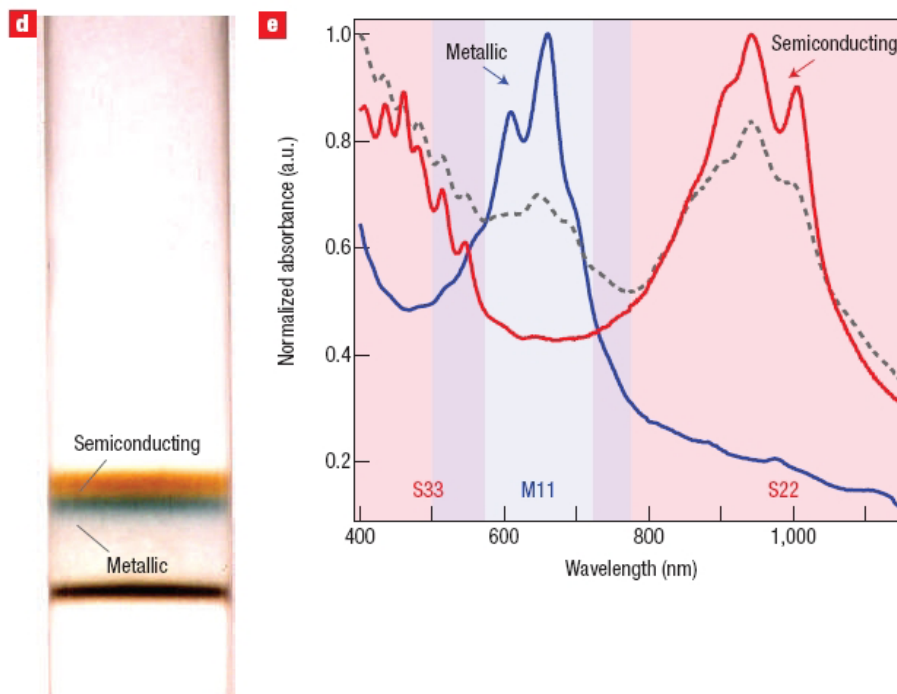 d
Semiconducting
Metallic
e
Normalized absorbance (a.u.)
1.0
0.8
0.6
0.4
0.2
Metallic
Semiconducting
S33
M11
S22
400
600
800
1,000
Wavelength (nm)